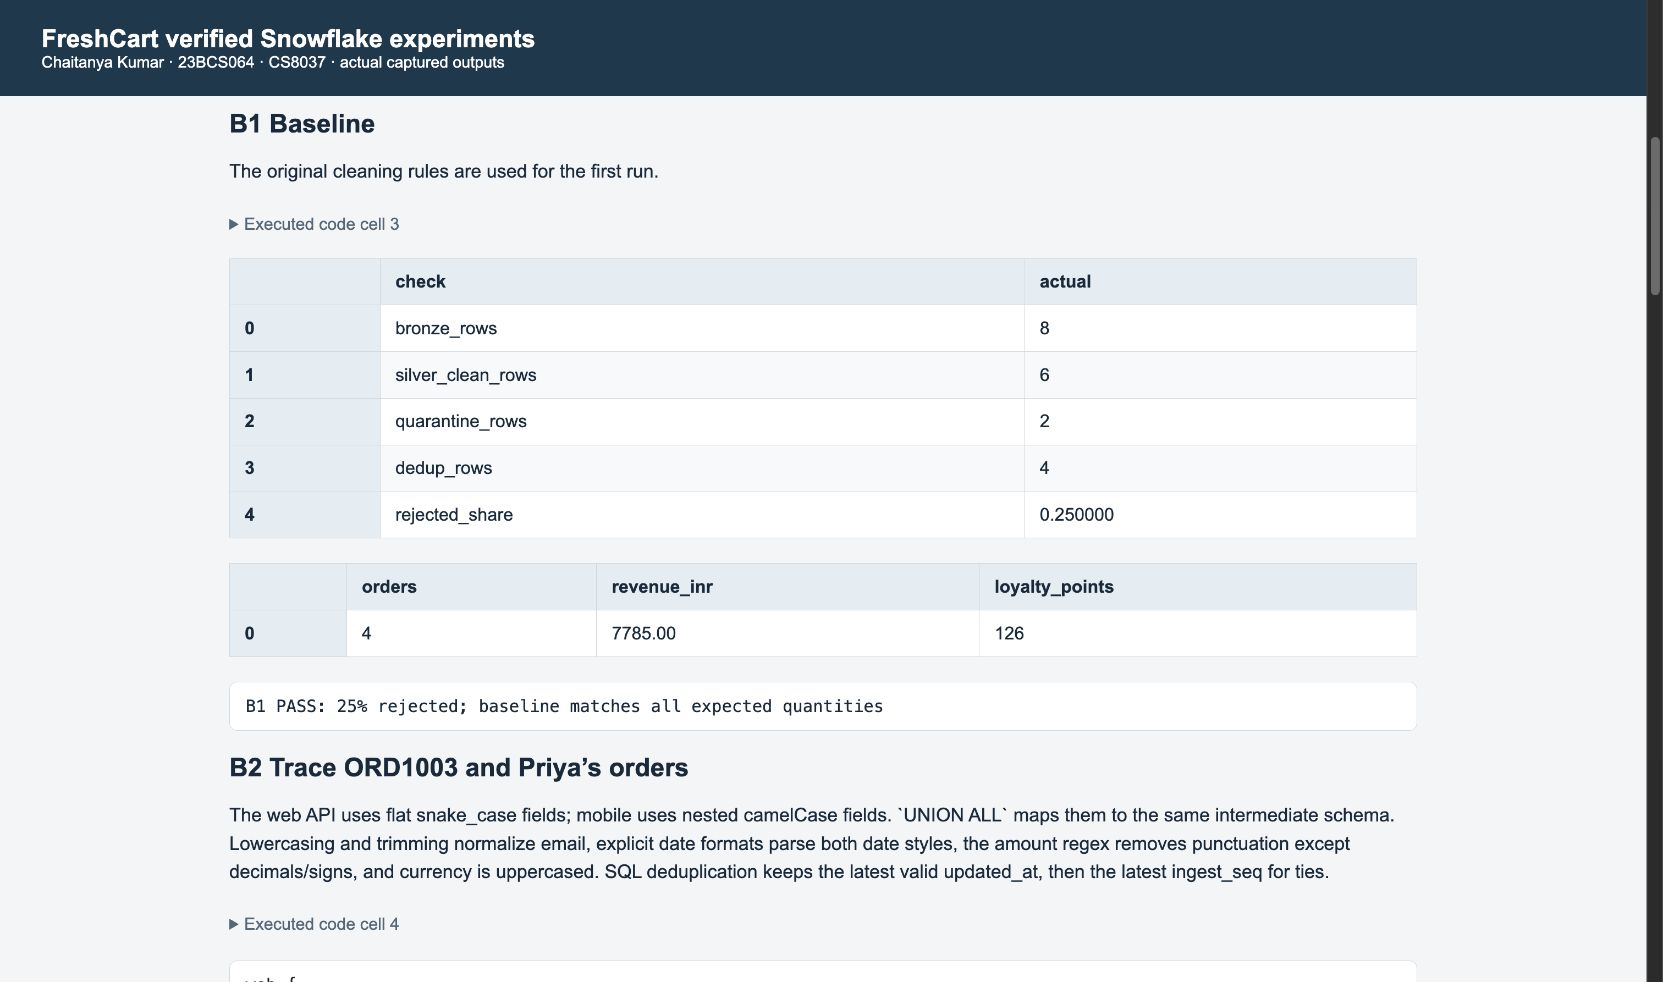 FreshCart verified Snowflake experiments
Chaitanya Kumar · 23BCS064 · CS8037 · actual captured outputs
B1 Baseline
The original cleaning rules are used for the first run.
▶ Executed code cell 3
check actual
0 bronze_rows 8
1 silver_clean_rows 6
2 quarantine_rows 2
3 dedup_rows 4
4 rejected_share 0.250000
orders revenue_inr loyalty_points
0 4 7785.00 126
B1 PASS: 25% rejected; baseline matches all expected quantities
B2 Trace ORD1003 and Priya’s orders
The web API uses flat snake_case fields; mobile uses nested camelCase fields. `UNION ALL` maps them to the same intermediate schema.
Lowercasing and trimming normalize email, explicit date formats parse both date styles, the amount regex removes punctuation except
decimals/signs, and currency is uppercased. SQL deduplication keeps the latest valid updated_at, then the latest ingest_seq for ties.
▶ Executed code cell 4